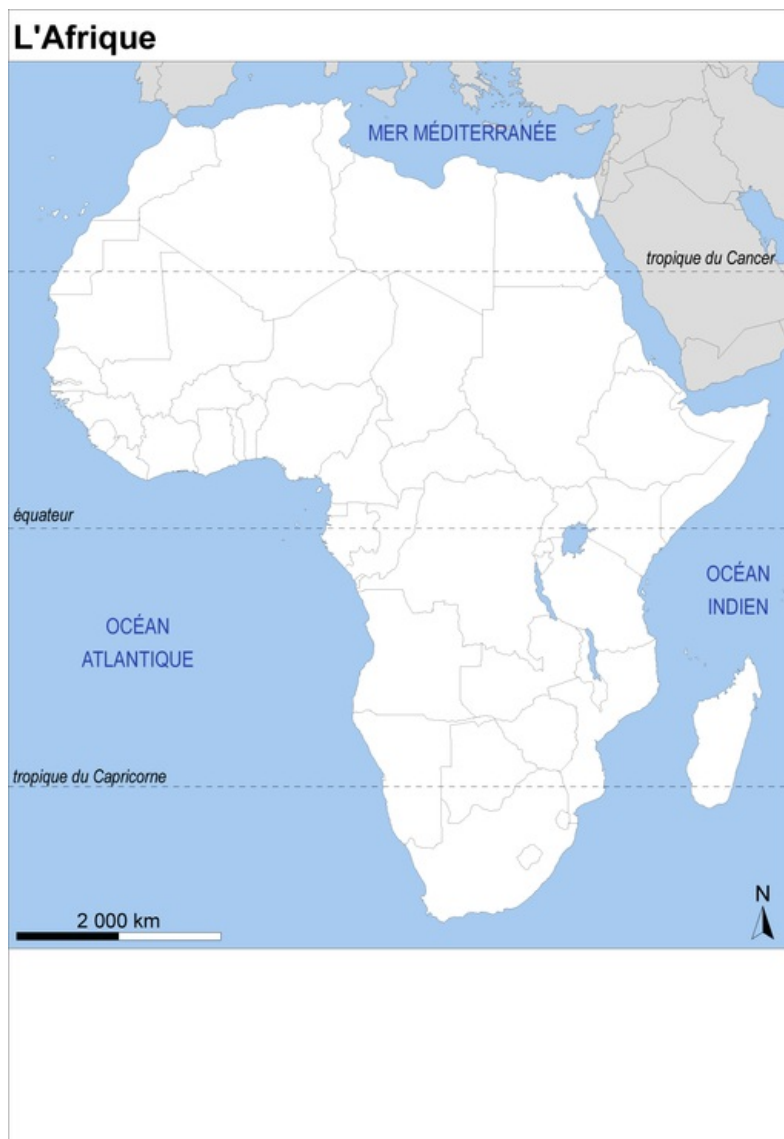 L'Afrique
MER MÉDITERRANÉE
tropique du Cancer
équateur
OCÉAN
INDIEN
OCÉAN
ATLANTIQUE
tropique du Capricorne
N
2 000 km